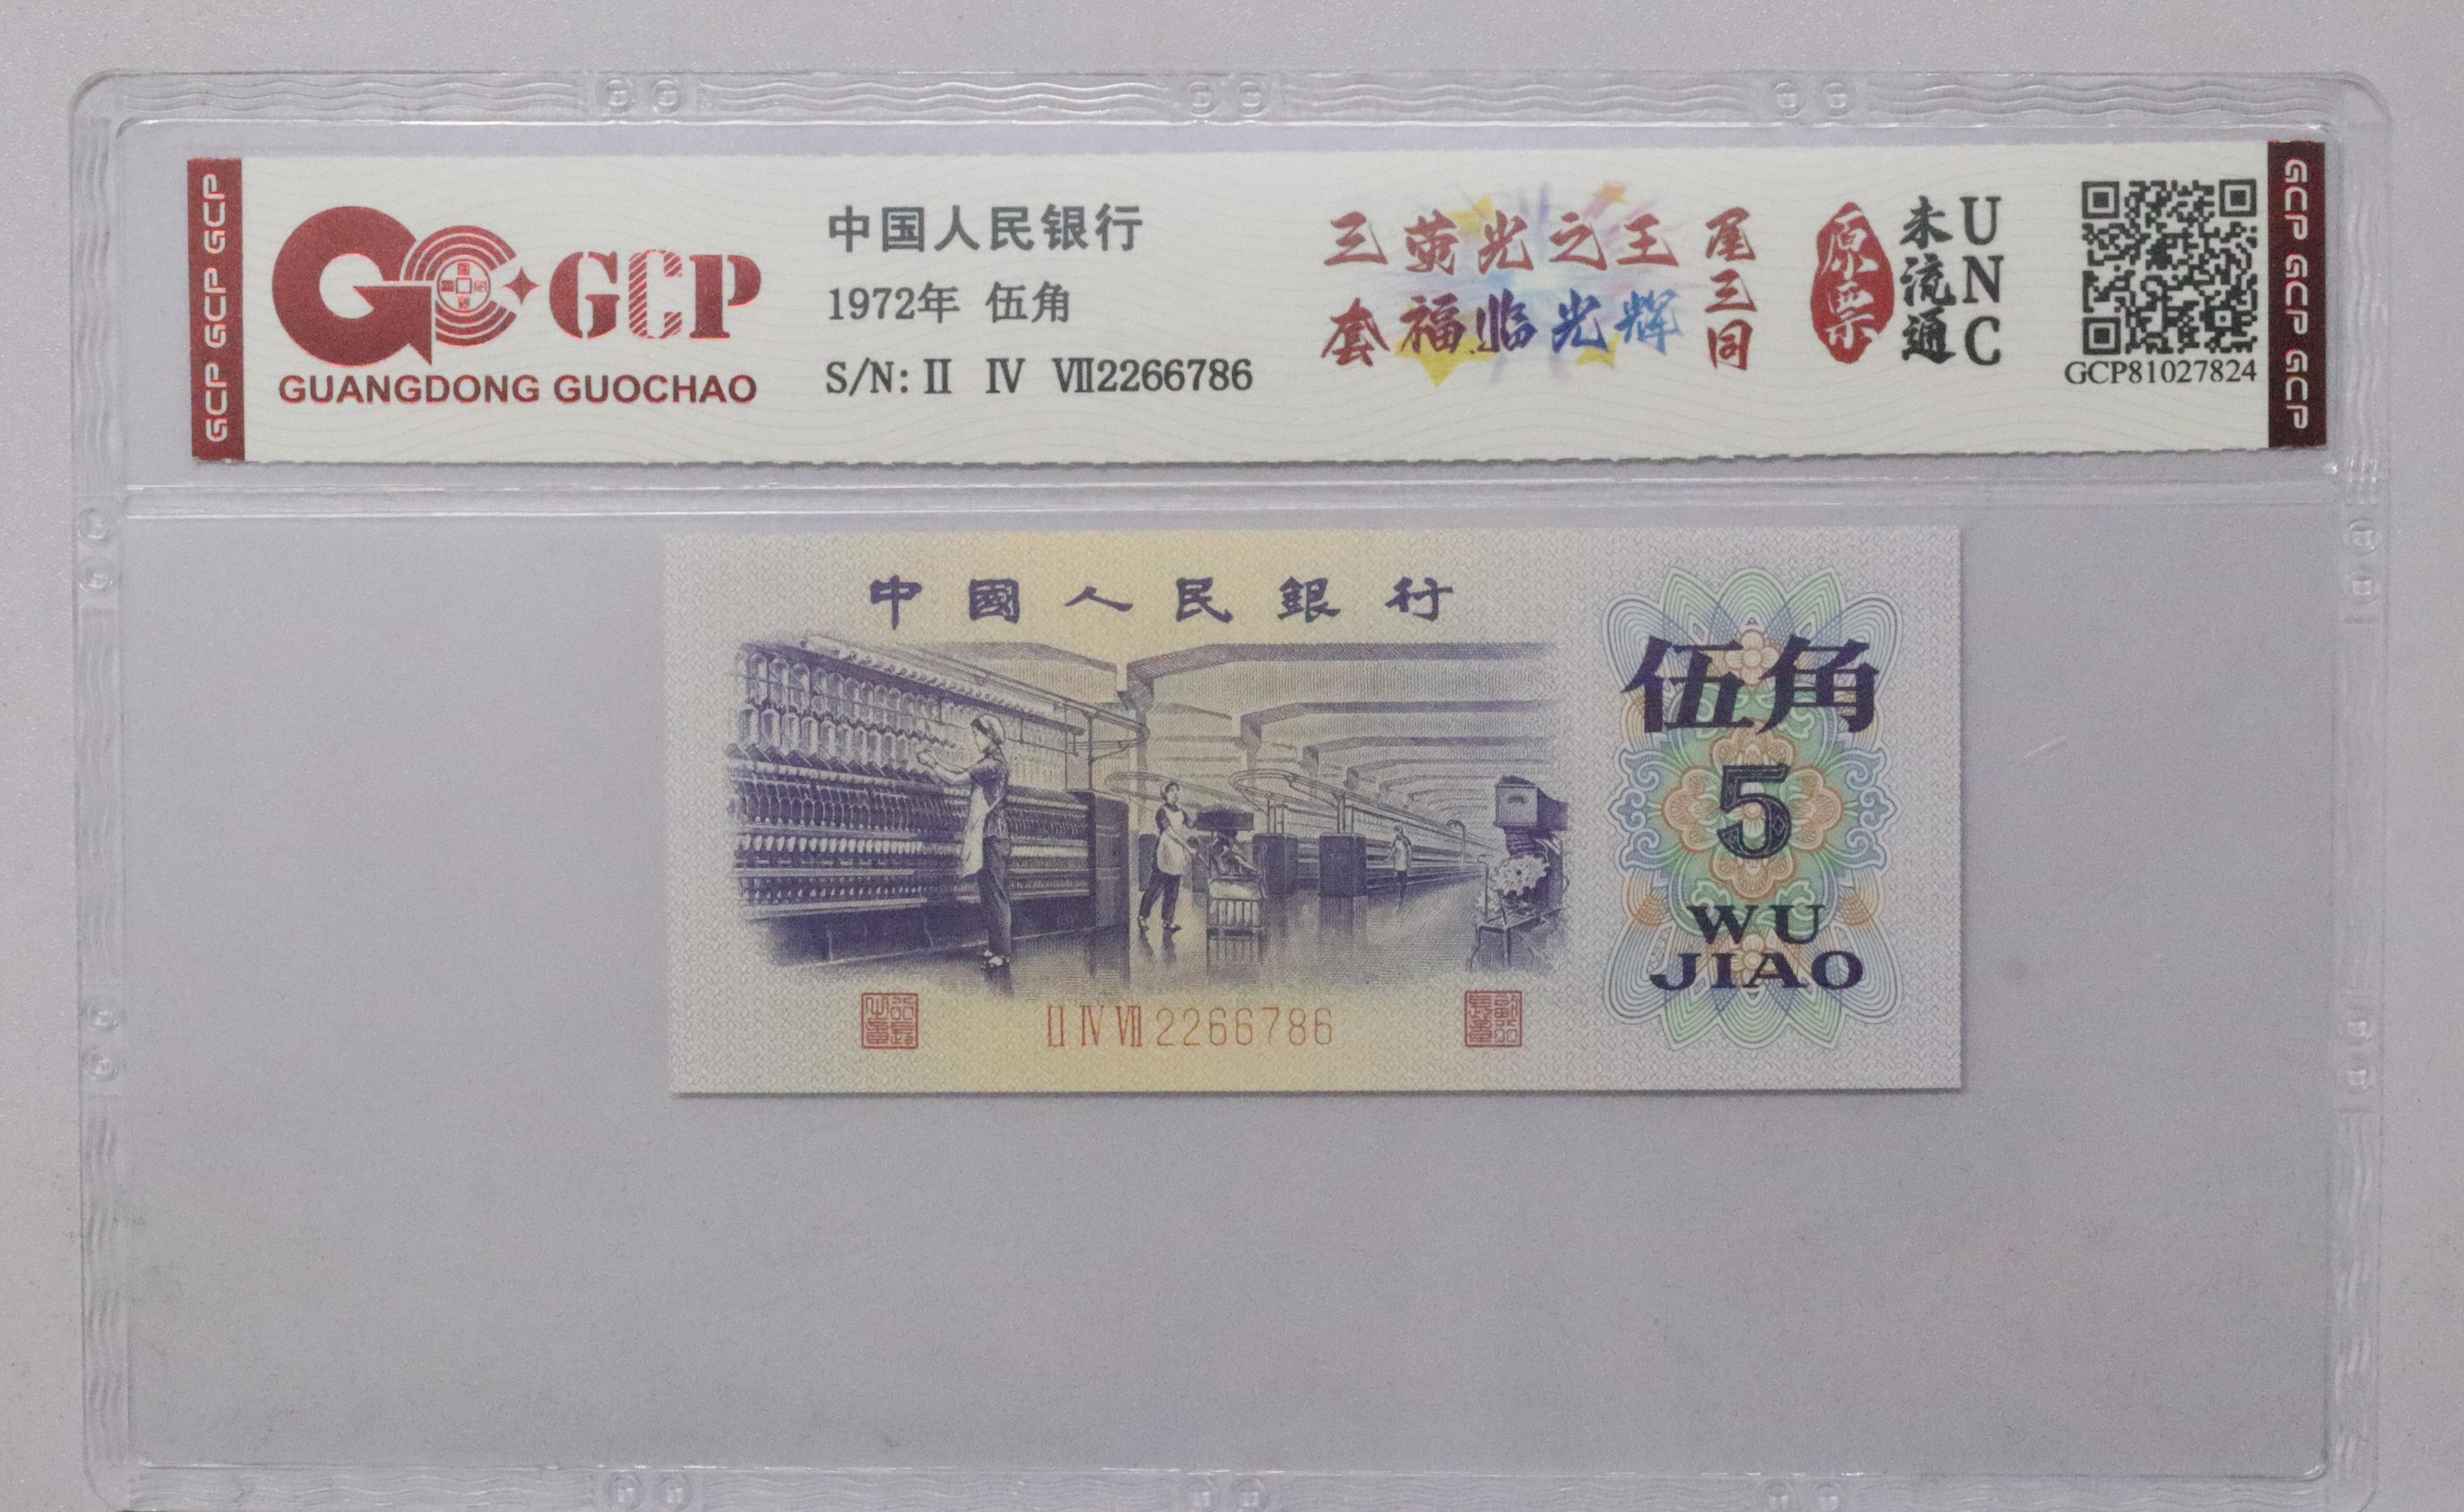 GCP GCP GCP
GCP
GUANGDONG GUOCHAO
中国人民银行
1972年 伍角
S/N: II IV VII2266786
三套
荧光之王
福临光辉
尾三同
原票
未流通
UNC
GCP81027824
GCP GCP GCP
中國人民銀行
伍角
5
WU
JIAO
II IV VII 2266786